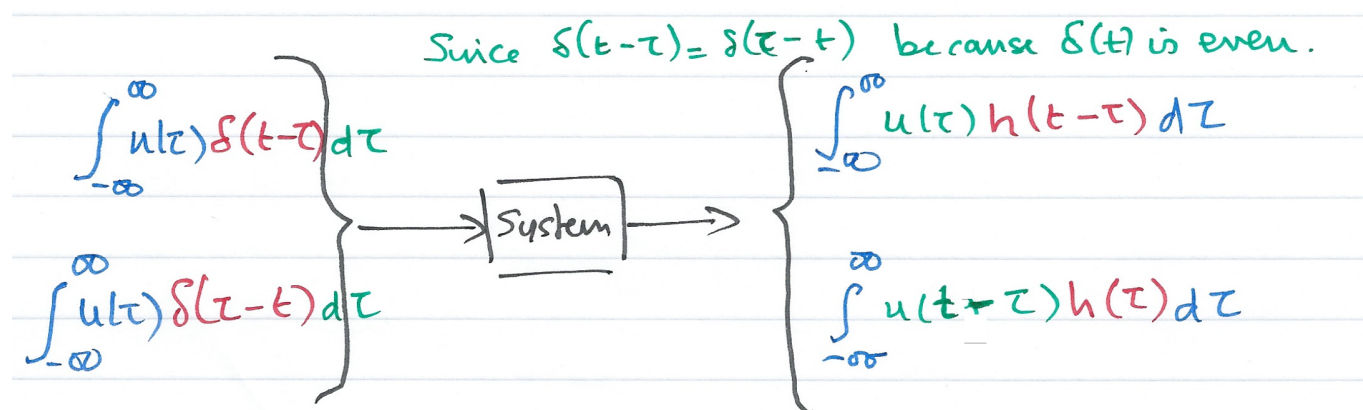 Since δ(t-τ)= δ(τ-t) because δ(t) is even.
∫_{-∞}^{∞} u(τ)δ(t-τ)dτ
∫_{-∞}^{∞} u(τ)h(t-τ)dτ
System
∫_{-∞}^{∞} u(τ)δ(τ-t)dτ
∫_{-∞}^{∞} u(t-τ)h(τ)dτ